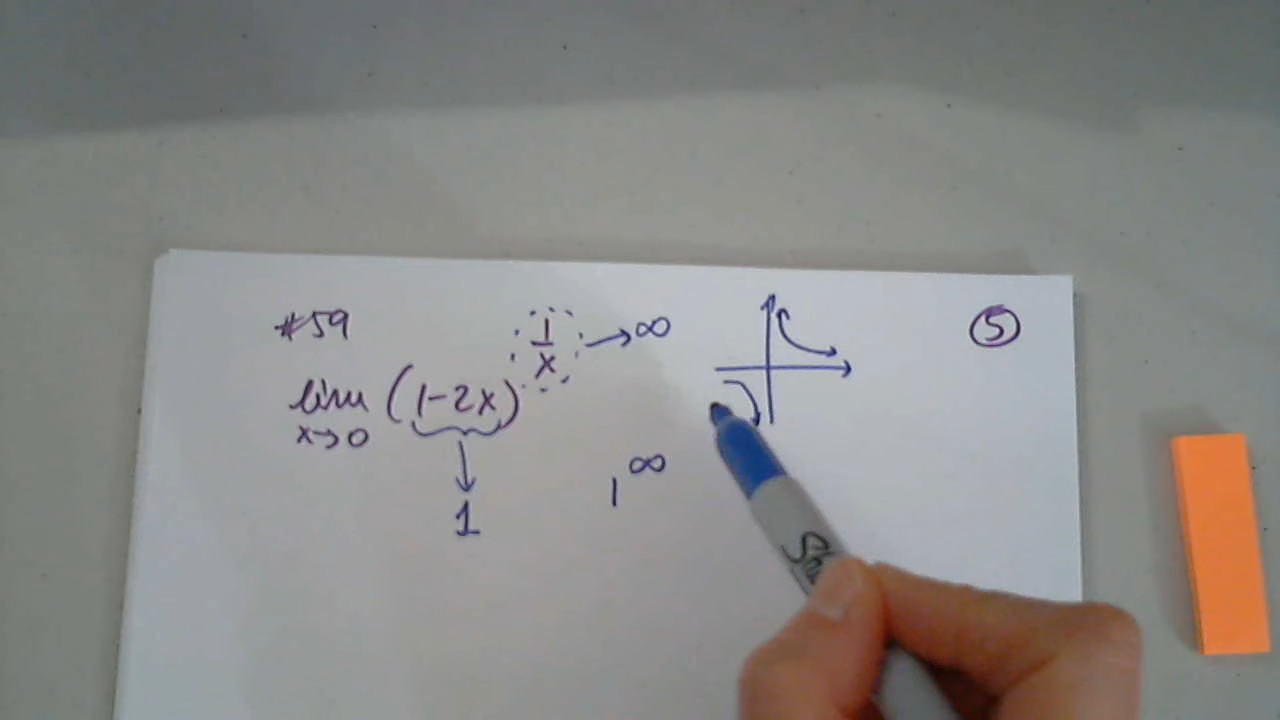 #59
lim (1-2x)^(1/x) → ∞
x→0
↓
1
1^∞
5